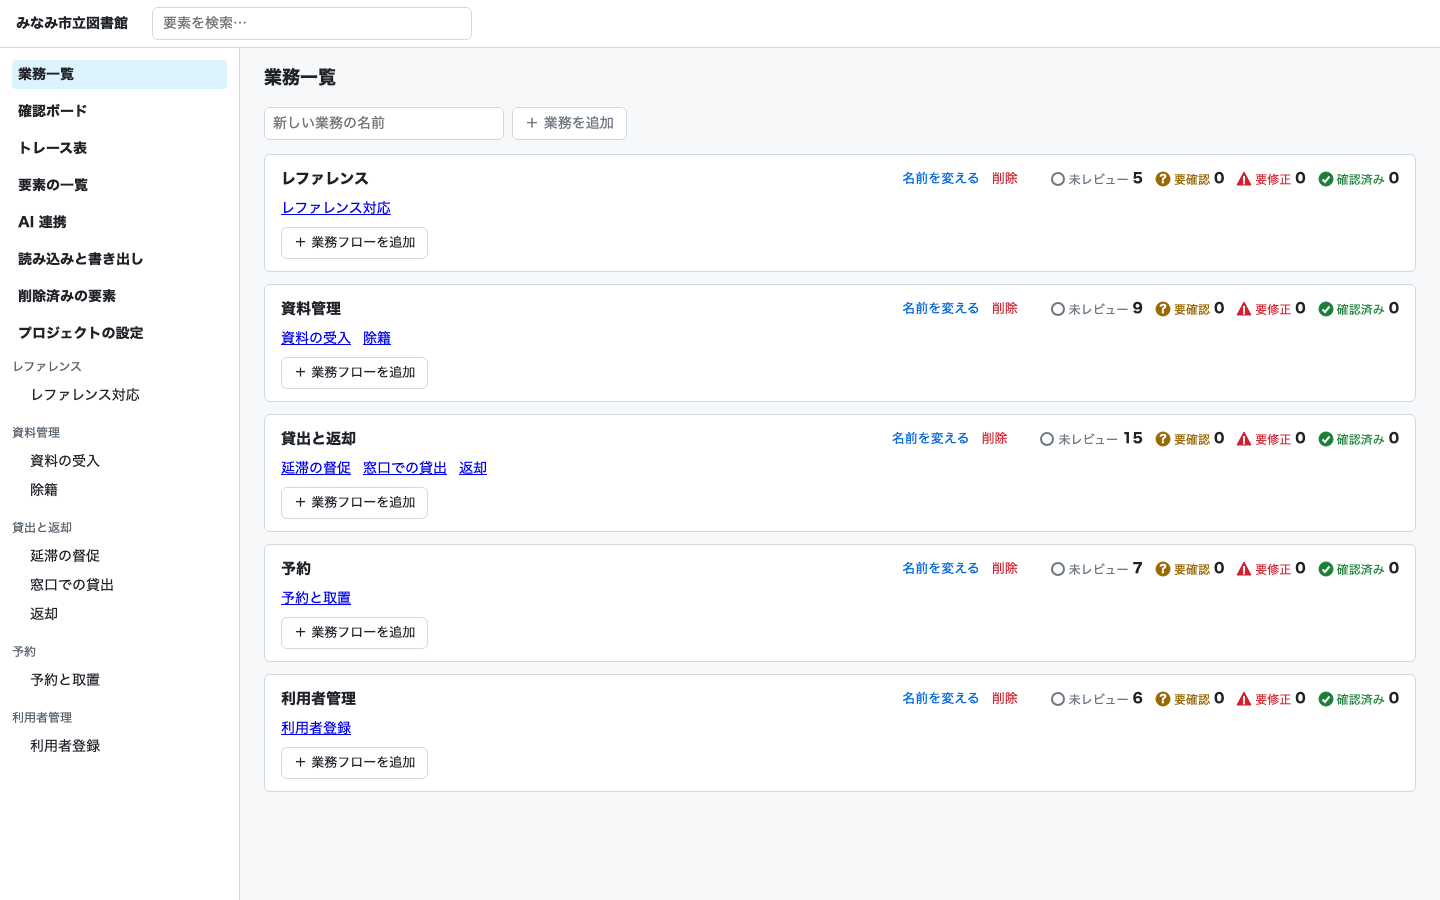 みなみ市立図書館
要素を検索…
業務一覧
確認ボード
トレース表
要素の一覧
AI 連携
読み込みと書き出し
削除済みの要素
プロジェクトの設定
レファレンス
レファレンス対応
資料管理
資料の受入
除籍
貸出と返却
延滞の督促
窓口での貸出
返却
予約
予約と取置
利用者管理
利用者登録
業務一覧
新しい業務の名前
+ 業務を追加
レファレンス 名前を変える 削除 未レビュー 5 要確認 0 要修正 0 確認済み 0
レファレンス対応
+ 業務フローを追加
資料管理 名前を変える 削除 未レビュー 9 要確認 0 要修正 0 確認済み 0
資料の受入 除籍
+ 業務フローを追加
貸出と返却 名前を変える 削除 未レビュー 15 要確認 0 要修正 0 確認済み 0
延滞の督促 窓口での貸出 返却
+ 業務フローを追加
予約 名前を変える 削除 未レビュー 7 要確認 0 要修正 0 確認済み 0
予約と取置
+ 業務フローを追加
利用者管理 名前を変える 削除 未レビュー 6 要確認 0 要修正 0 確認済み 0
利用者登録
+ 業務フローを追加